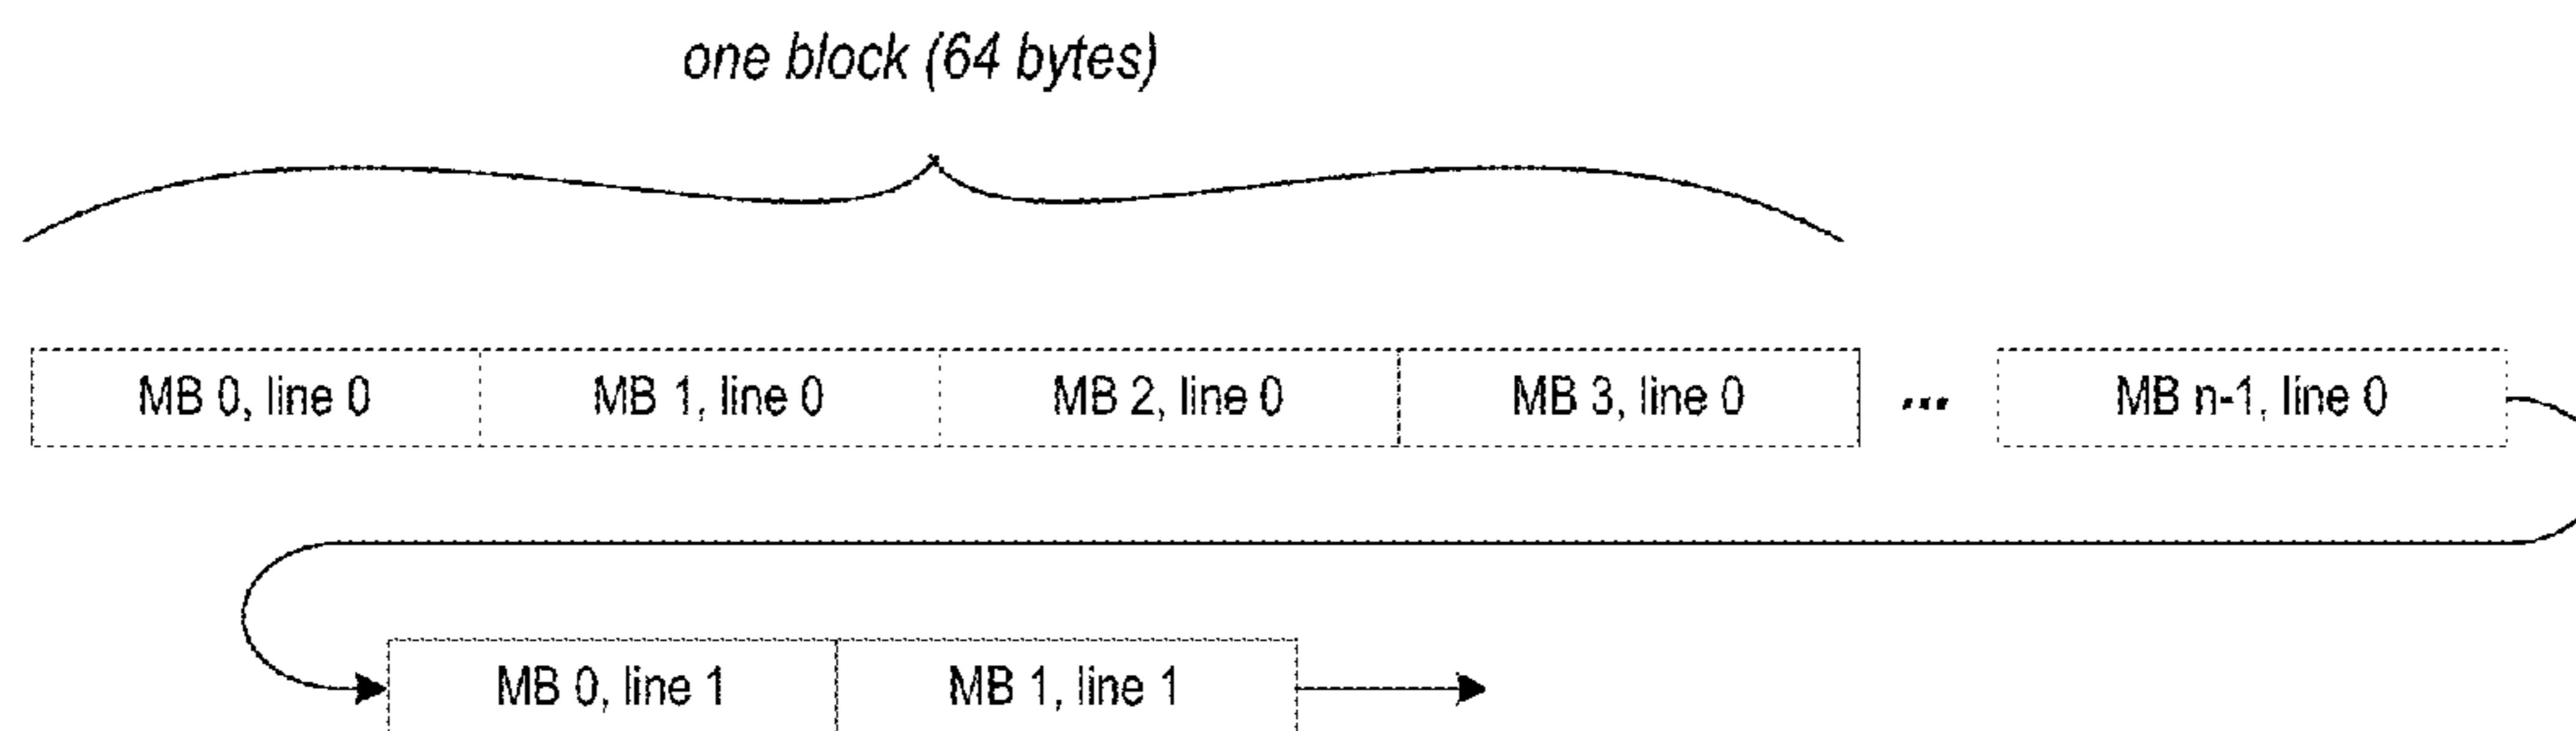 one block (64 bytes)
MB 0, line 0 MB 1, line 0 MB 2, line 0 MB 3, line 0 ... MB n-1, line 0
MB 0, line 1 MB 1, line 1